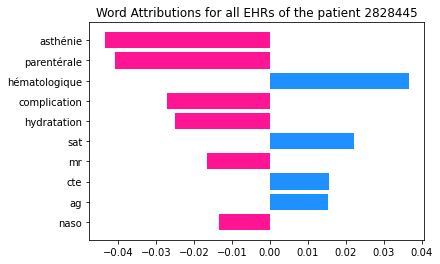 Word Attributions for all EHRs of the patient 2828445
asthénie
parentérale
hématologique
complication
hydratation
sat
mr
cte
ag
naso
−0.04 −0.03 −0.02 −0.01 0.00 0.01 0.02 0.03 0.04